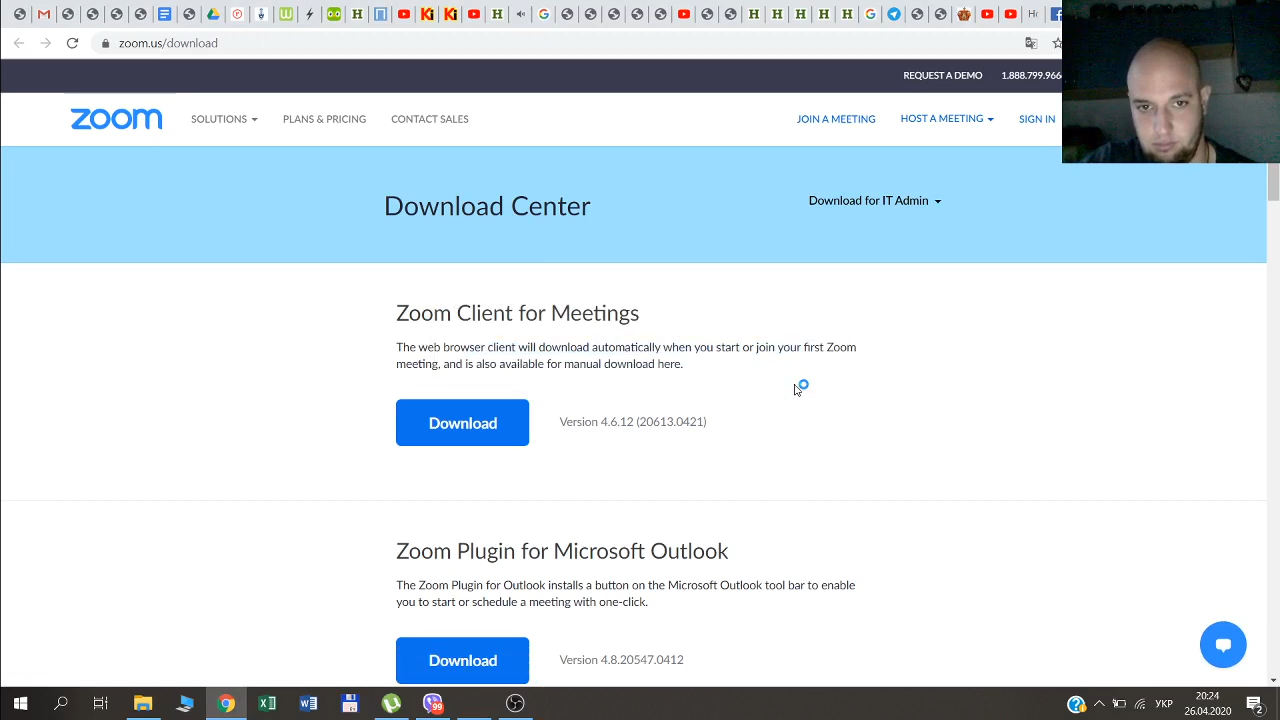 zoom.us/download
REQUEST A DEMO 1.888.799.966
zoom SOLUTIONS PLANS & PRICING CONTACT SALES JOIN A MEETING HOST A MEETING SIGN IN
Download Center
Download for IT Admin
Zoom Client for Meetings
The web browser client will download automatically when you start or join your first Zoom
meeting, and is also available for manual download here.
Download Version 4.6.12 (20613.0421)
Zoom Plugin for Microsoft Outlook
The Zoom Plugin for Outlook installs a button on the Microsoft Outlook tool bar to enable
you to start or schedule a meeting with one-click.
Download Version 4.8.20547.0412
99
УКР
20:24
26.04.2020
2